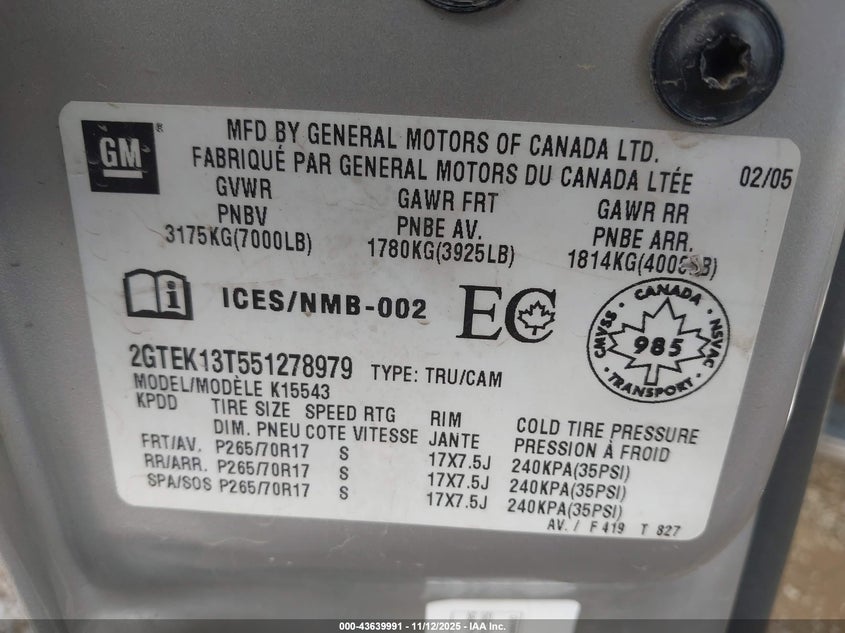 GM®
MFD BY GENERAL MOTORS OF CANADA LTD.
FABRIQUÉ PAR GENERAL MOTORS DU CANADA LTÉE 02/05
GVWR GAWR FRT GAWR RR
PNBV PNBE AV. PNBE ARR.
3175KG(7000LB) 1780KG(3925LB) 1814KG(4000LB)
i ICES/NMB-002 EC
CANADA
CMVSS 985 NSVAC
TRANSPORT
2GTEK13T551278979 TYPE: TRU/CAM
MODEL/MODÈLE K15543
KPDD TIRE SIZE SPEED RTG RIM COLD TIRE PRESSURE
DIM. PNEU COTE VITESSE JANTE PRESSION À FROID
FRT/AV. P265/70R17 S 17X7.5J 240KPA(35PSI)
RR/ARR. P265/70R17 S 17X7.5J 240KPA(35PSI)
SPA/SOS P265/70R17 S 17X7.5J 240KPA(35PSI)
AV. / F419 T 827
000-43639991 - 11/12/2025 - IAA Inc.